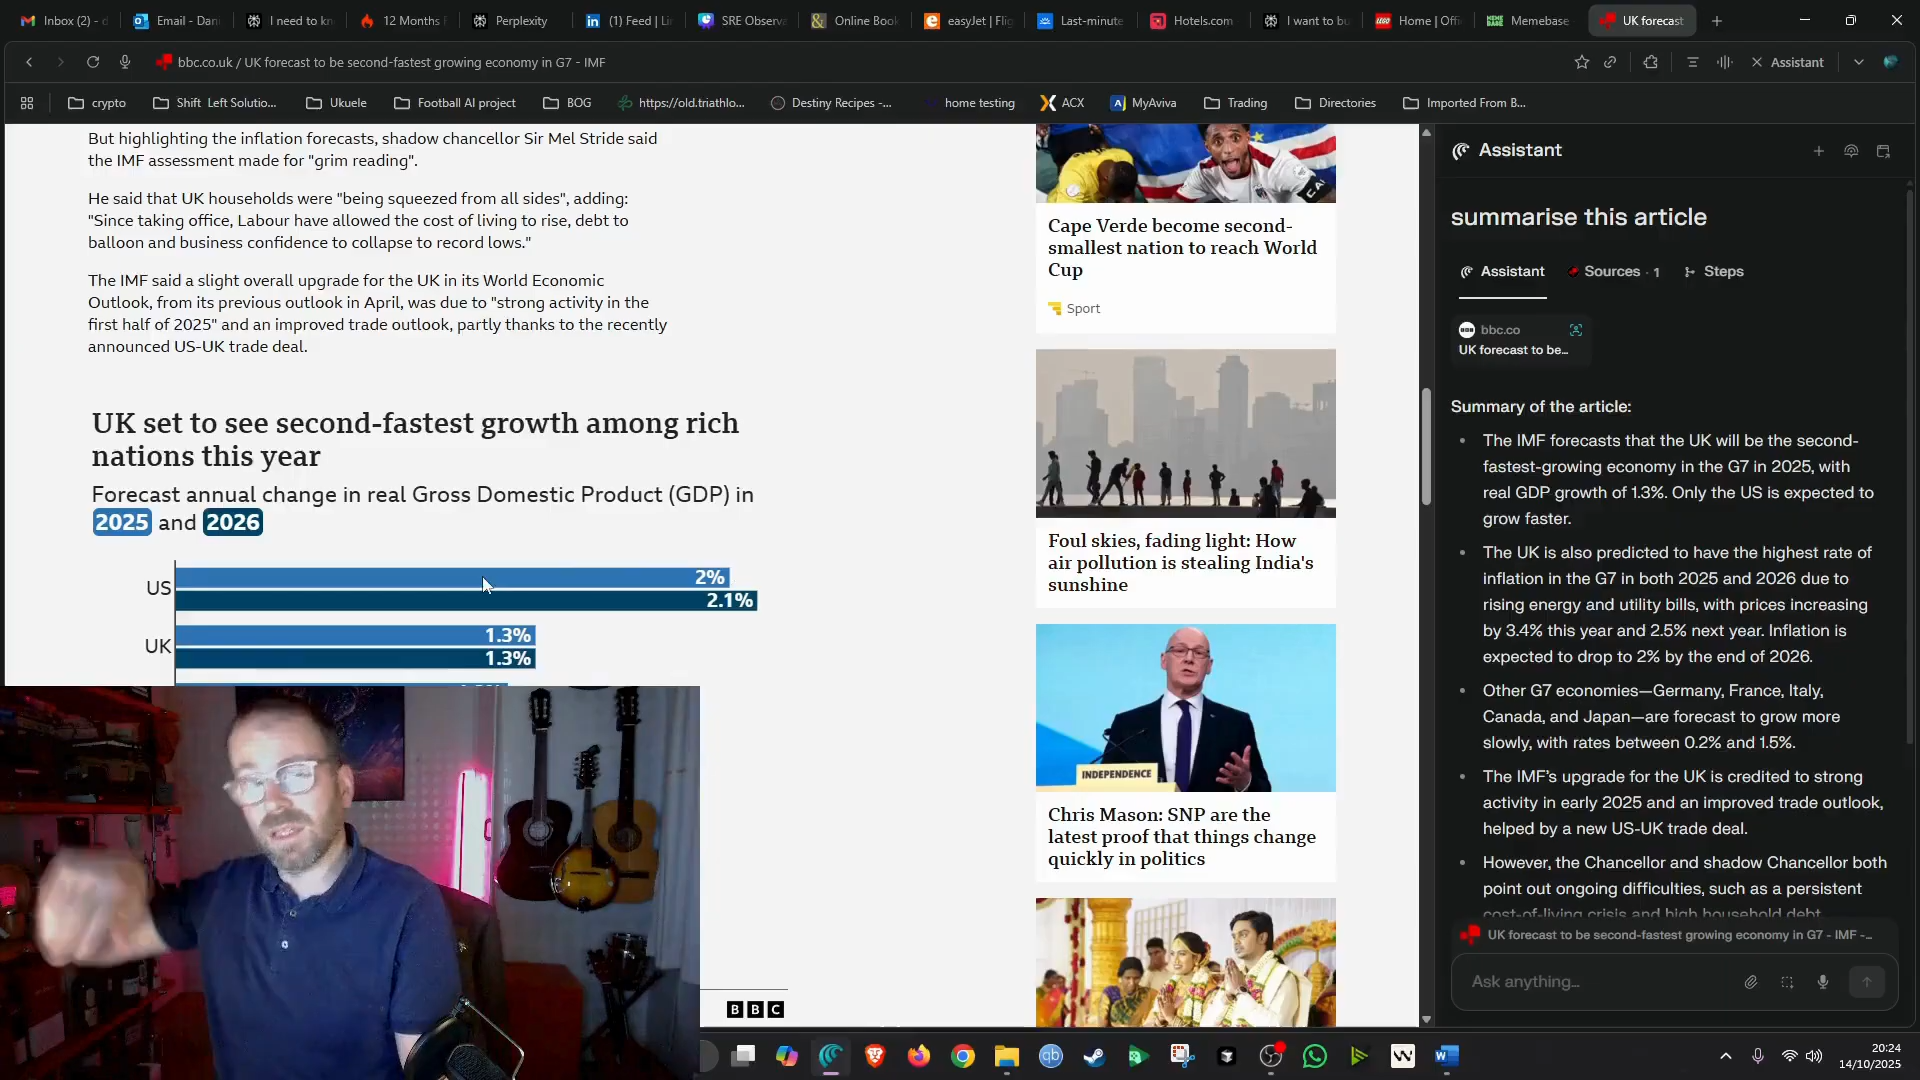 Inbox (2) - d
Email - Dani
I need to kn
12 Months F
Perplexity
(1) Feed | Li
SRE Observa
Online Book
easyJet | Flig
Last-minute
Hotels.com
I want to bu
Home | Offi
Memebase
UK forecast
bbc.co.uk / UK forecast to be second-fastest growing economy in G7 - IMF
Assistant
crypto
Shift Left Solutio...
Ukuele
Football AI project
BOG
https://old.triathlo...
Destiny Recipes -...
home testing
ACX
MyAviva
Trading
Directories
Imported From B...
But highlighting the inflation forecasts, shadow chancellor Sir Mel Stride said
the IMF assessment made for "grim reading".
He said that UK households were "being squeezed from all sides", adding:
"Since taking office, Labour have allowed the cost of living to rise, debt to
balloon and business confidence to collapse to record lows."
The IMF said a slight overall upgrade for the UK in its World Economic
Outlook, from its previous outlook in April, was due to "strong activity in the
first half of 2025" and an improved trade outlook, partly thanks to the recently
announced US-UK trade deal.
UK set to see second-fastest growth among rich
nations this year
Forecast annual change in real Gross Domestic Product (GDP) in
2025 and 2026
US
2%
2.1%
UK
1.3%
1.3%
BBC
Cape Verde become second-
smallest nation to reach World
Cup
Sport
Foul skies, fading light: How
air pollution is stealing India's
sunshine
INDEPENDENCE
Chris Mason: SNP are the
latest proof that things change
quickly in politics
Assistant
summarise this article
Assistant
Sources · 1
Steps
bbc.co
UK forecast to be...
Summary of the article:
• The IMF forecasts that the UK will be the second-
fastest-growing economy in the G7 in 2025, with
real GDP growth of 1.3%. Only the US is expected to
grow faster.
• The UK is also predicted to have the highest rate of
inflation in the G7 in both 2025 and 2026 due to
rising energy and utility bills, with prices increasing
by 3.4% this year and 2.5% next year. Inflation is
expected to drop to 2% by the end of 2026.
• Other G7 economies—Germany, France, Italy,
Canada, and Japan—are forecast to grow more
slowly, with rates between 0.2% and 1.5%.
• The IMF's upgrade for the UK is credited to strong
activity in early 2025 and an improved trade outlook,
helped by a new US-UK trade deal.
• However, the Chancellor and shadow Chancellor both
point out ongoing difficulties, such as a persistent
cost-of-living crisis and high household debt
UK forecast to be second-fastest growing economy in G7 - IMF -...
Ask anything...
20:24
14/10/2025